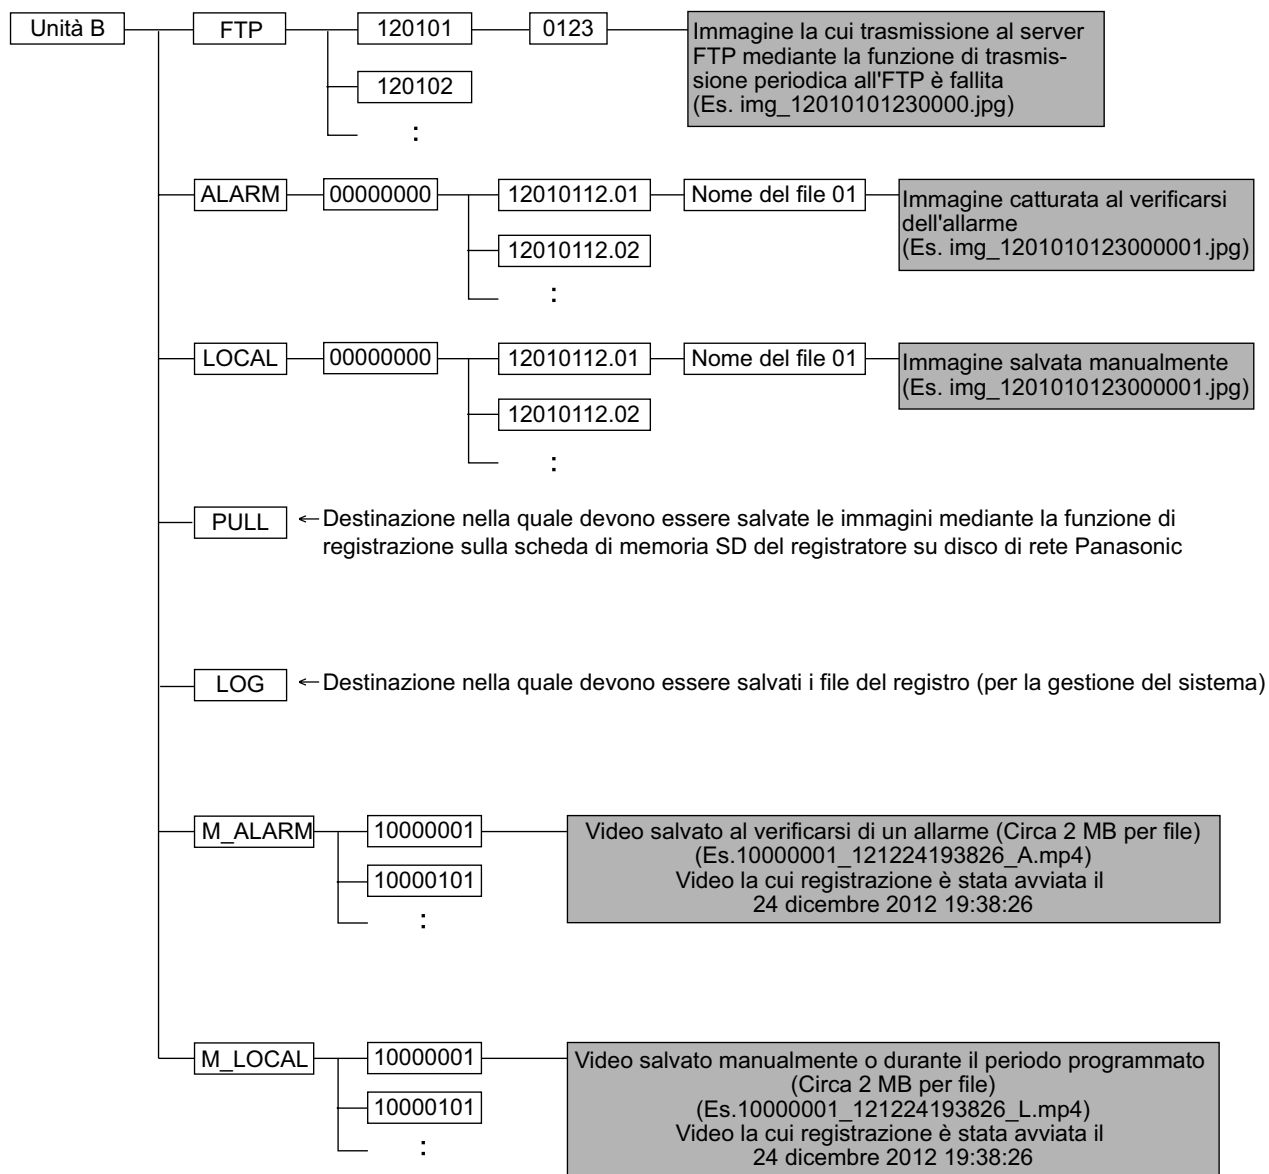 Unità B
FTP
120101
0123
Immagine la cui trasmissione al server
FTP mediante la funzione di trasmis-
sione periodica all'FTP è fallita
(Es. img_12010101230000.jpg)
120102
:
ALARM
00000000
12010112.01
Nome del file 01
Immagine catturata al verificarsi
dell'allarme
(Es. img_1201010123000001.jpg)
12010112.02
:
LOCAL
00000000
12010112.01
Nome del file 01
Immagine salvata manualmente
(Es. img_1201010123000001.jpg)
12010112.02
:
PULL
←Destinazione nella quale devono essere salvate le immagini mediante la funzione di
registrazione sulla scheda di memoria SD del registratore su disco di rete Panasonic
LOG
←Destinazione nella quale devono essere salvati i file del registro (per la gestione del sistema)
M_ALARM
10000001
Video salvato al verificarsi di un allarme (Circa 2 MB per file)
(Es.10000001_121224193826_A.mp4)
Video la cui registrazione è stata avviata il
24 dicembre 2012 19:38:26
10000101
:
M_LOCAL
10000001
Video salvato manualmente o durante il periodo programmato
(Circa 2 MB per file)
(Es.10000001_121224193826_L.mp4)
Video la cui registrazione è stata avviata il
24 dicembre 2012 19:38:26
10000101
: